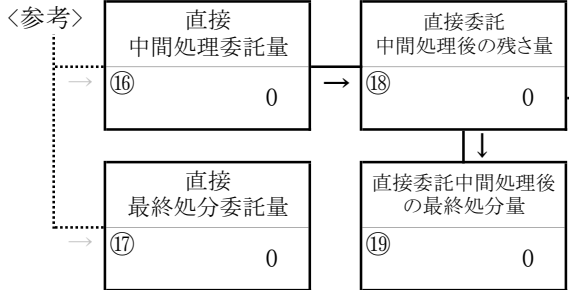 〈参考〉
直接
中間処理委託量
→ ⑯
0
→
直接委託
中間処理後の残さ量
⑱
0
↓
直接
最終処分委託量
→ ⑰
0
直接委託中間処理後
の最終処分量
⑲
0